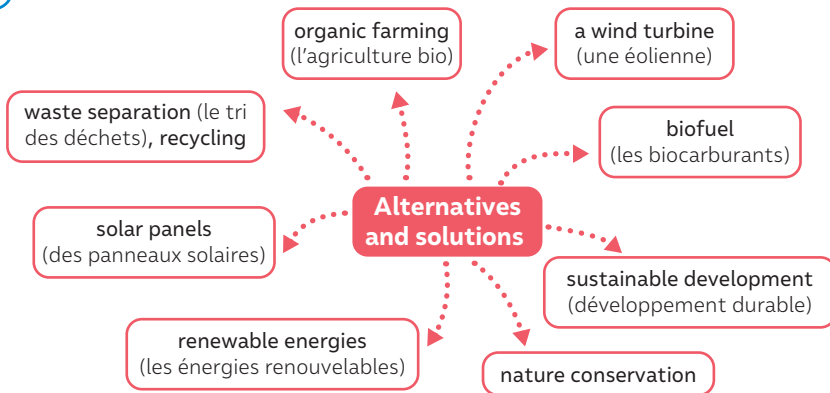 organic farming
(l'agriculture bio)
a wind turbine
(une éolienne)
waste separation (le tri
des déchets), recycling
biofuel
(les biocarburants)
Alternatives
and solutions
solar panels
(des panneaux solaires)
sustainable development
(développement durable)
renewable energies
(les énergies renouvelables)
nature conservation